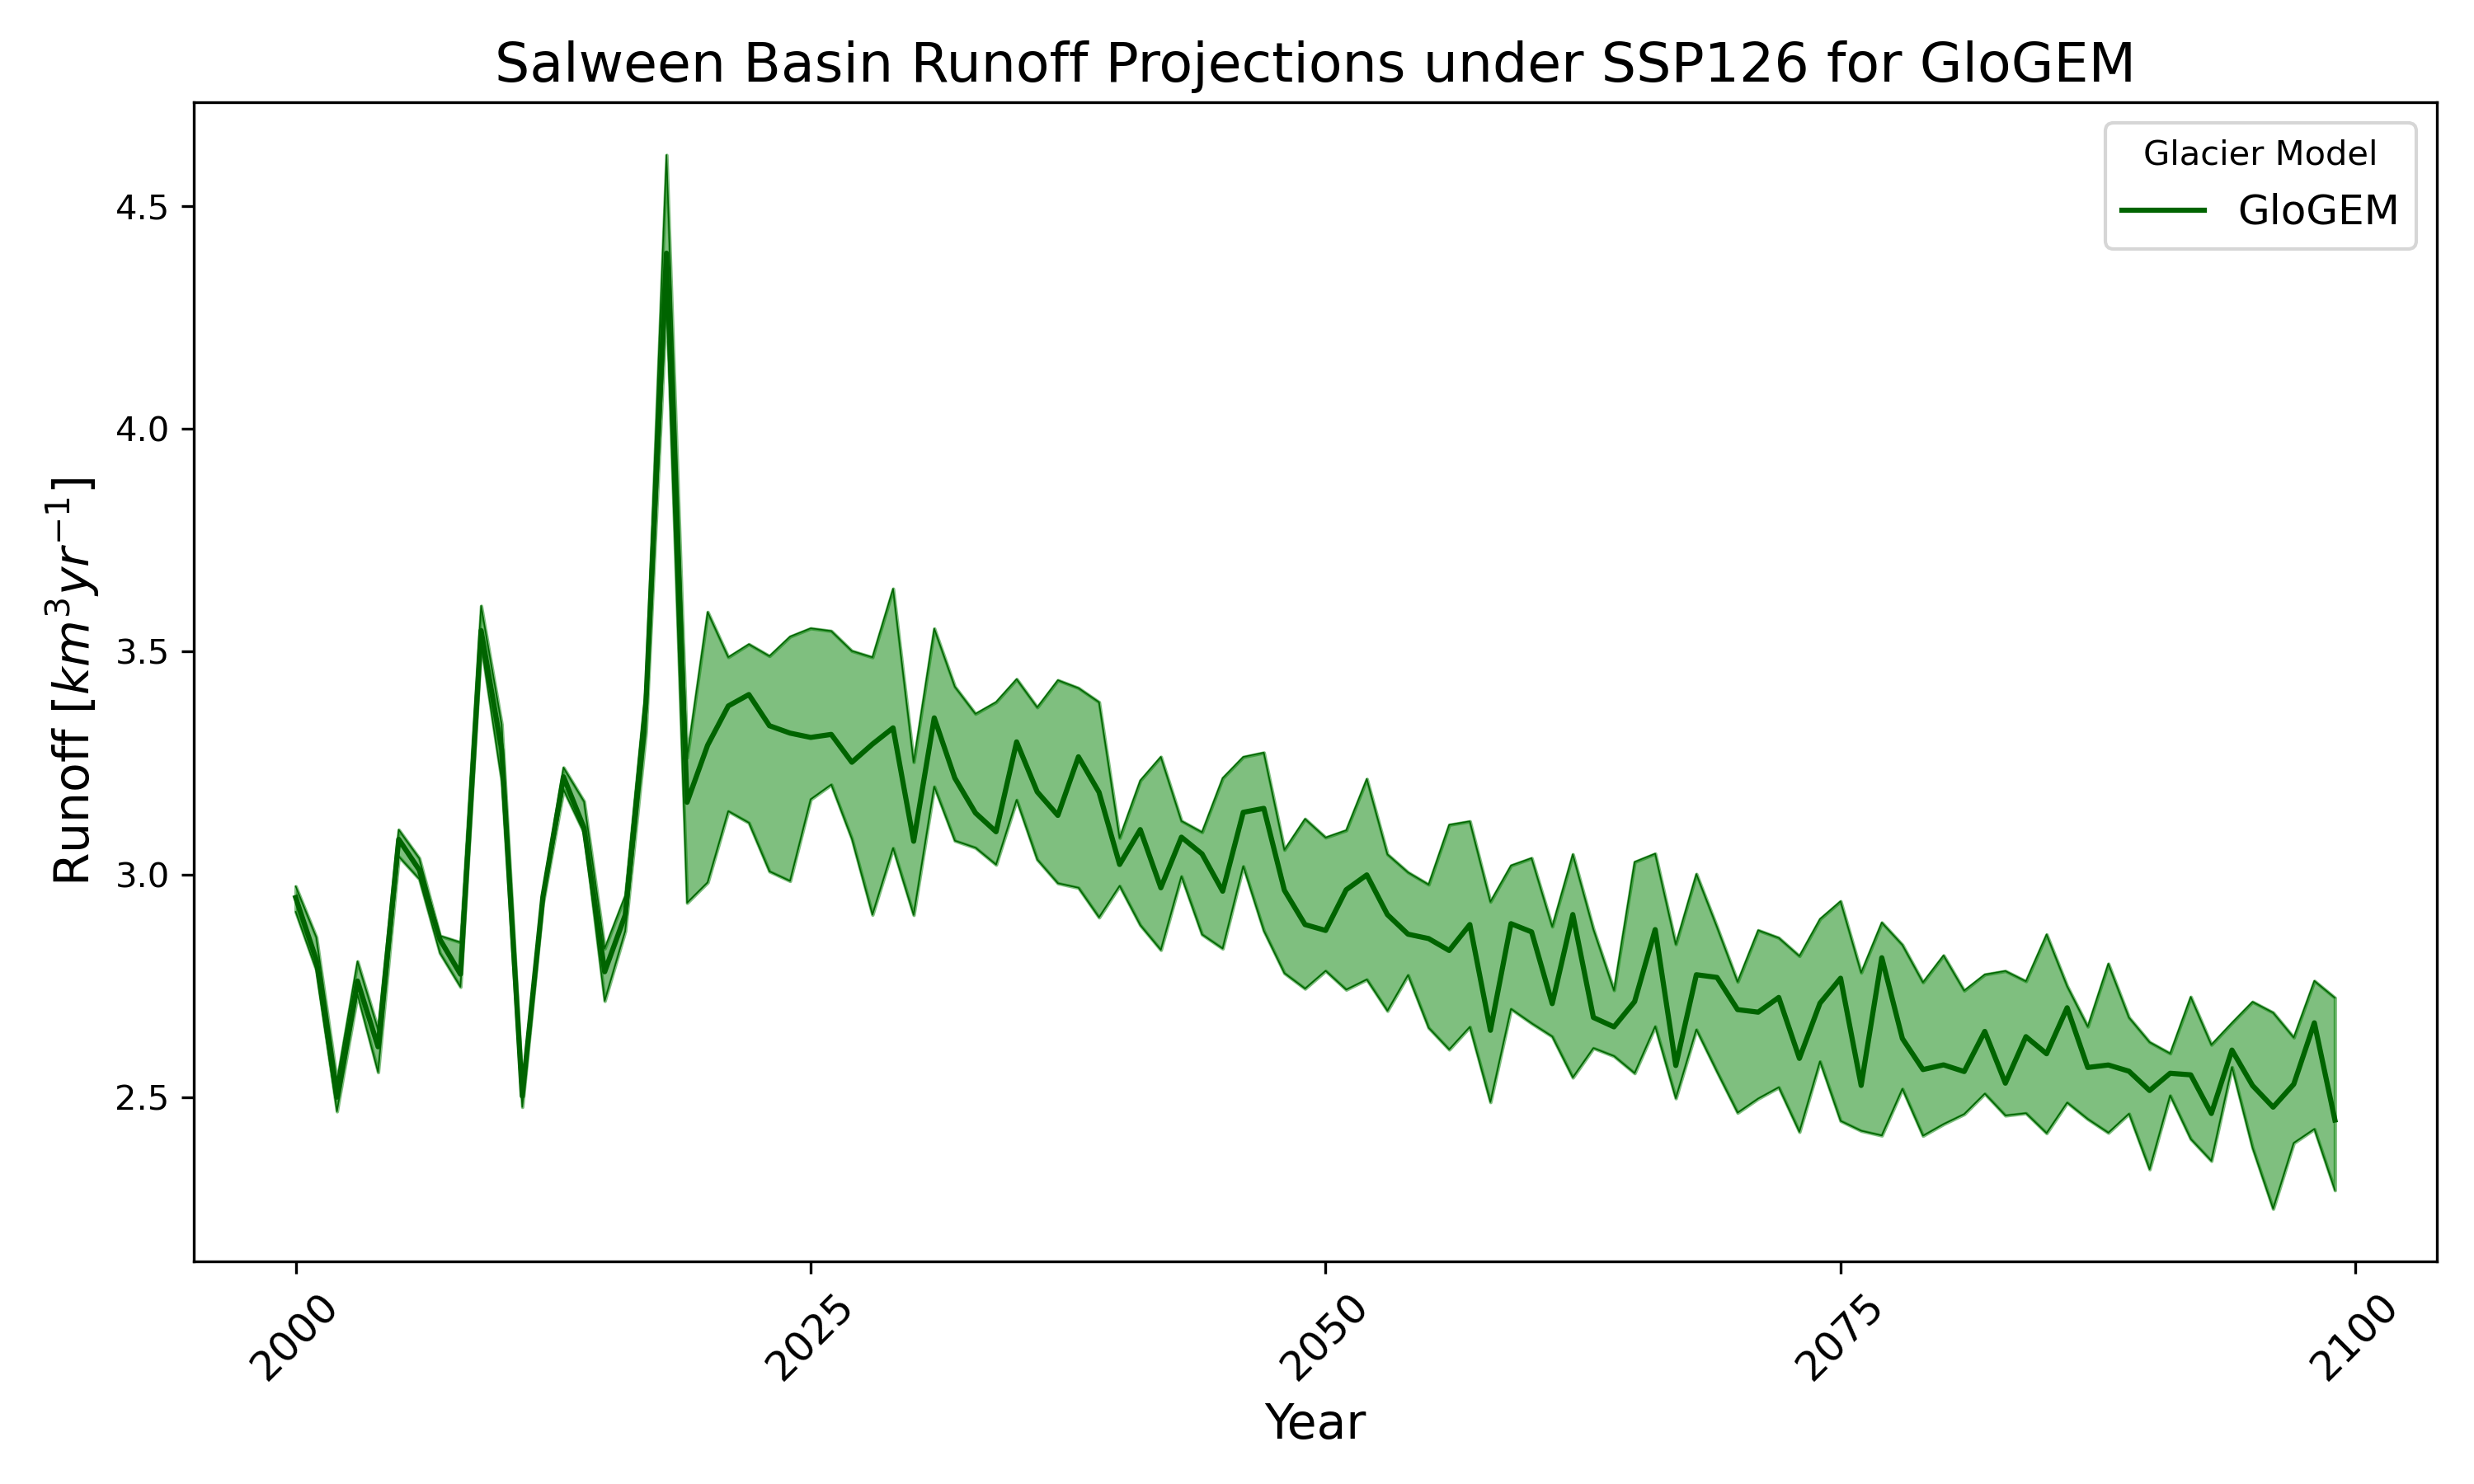 Salween Basin Runoff Projections under SSP126 for GloGEM
Glacier Model
GloGEM
Runoff [km³yr⁻¹]
4.5
4.0
3.5
3.0
2.5
2000
2025
2050
2075
2100
Year